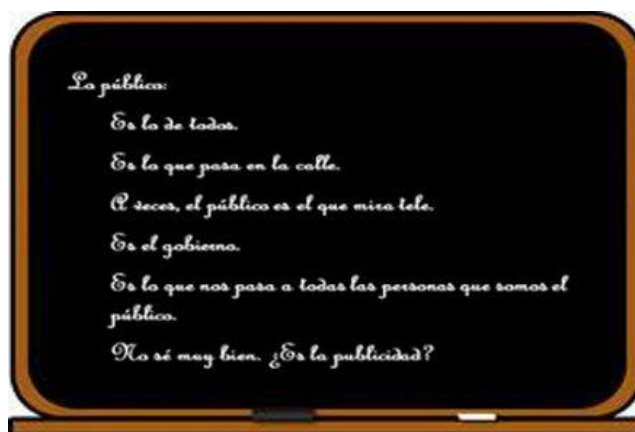 Lo público:
Es lo de todos.
Es lo que pasa en la calle.
A veces, el público es el que mira tele.
Es el gobierno.
Es lo que nos pasa a todas las personas que somos el
público.
No sé muy bien. ¿Es la publicidad?